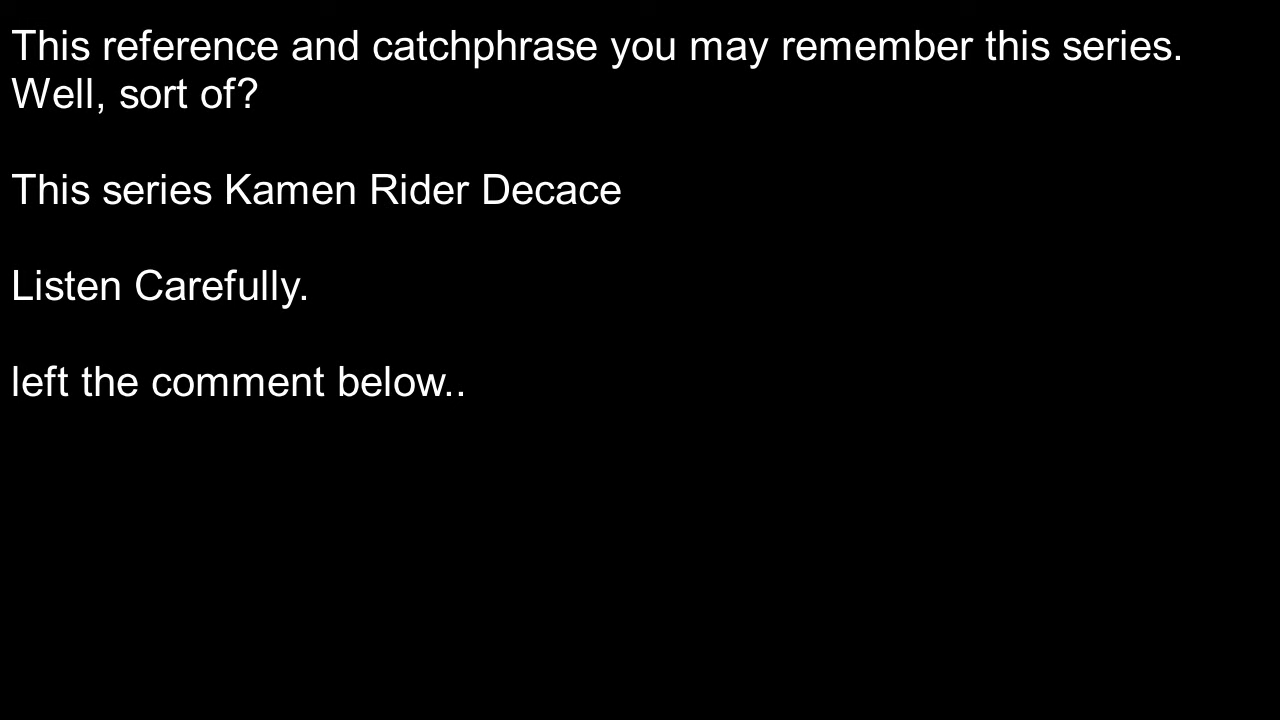 This reference and catchphrase you may remember this series.
Well, sort of?
This series Kamen Rider Decace
Listen Carefully.
left the comment below..